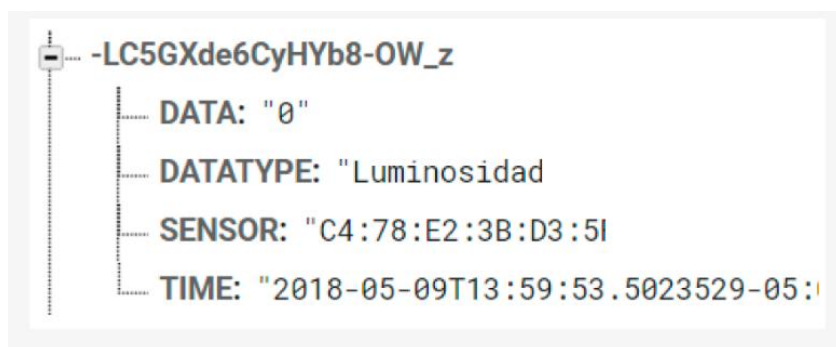 -LC5GXde6CyHYb8-OW_z
DATA: "0"
DATATYPE: "Luminosidad
SENSOR: "C4:78:E2:3B:D3:5
TIME: "2018-05-09T13:59:53.5023529-05: